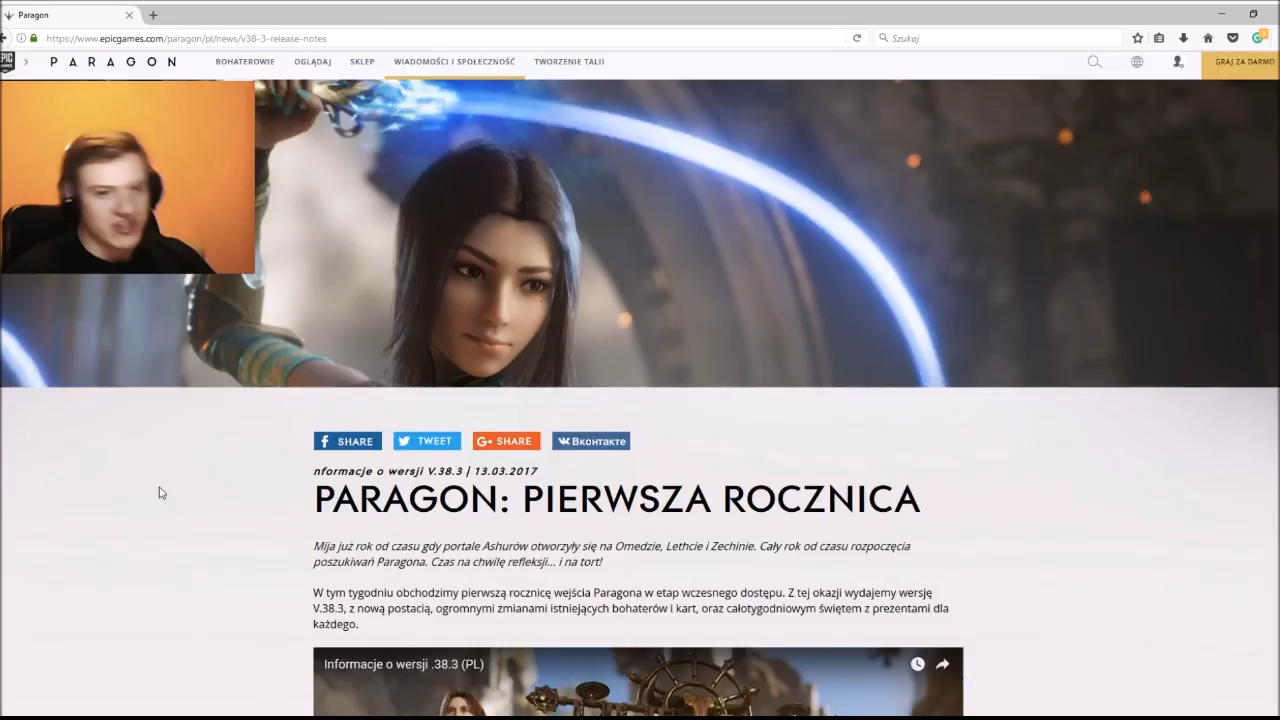 Paragon
https://www.epicgames.com/paragon/pl/news/v38-3-release-notes
Szukaj
EPIC
GAMES
PARAGON
BOHATEROWIE
OGLĄDAJ
SKLEP
WIADOMOŚCI I SPOŁECZNOŚĆ
TWORZENIE TALII
GRAJ ZA DARMO
SHARE
TWEET
G+ SHARE
Вконтакте
nformacje o wersji V.38.3 | 13.03.2017
PARAGON: PIERWSZA ROCZNICA
Mija już rok od czasu gdy portale Ashurów otworzyły się na Omedzie, Lethcie i Zechinie. Cały rok od czasu rozpoczęcia
poszukiwań Paragona. Czas na chwilę refleksji... i na tort!
W tym tygodniu obchodzimy pierwszą rocznicę wejścia Paragona w etap wczesnego dostępu. Z tej okazji wydajemy wersję
V.38.3, z nową postacią, ogromnymi zmianami istniejących bohaterów i kart, oraz całotygodniowym świętem z prezentami dla
każdego.
Informacje o wersji .38.3 (PL)